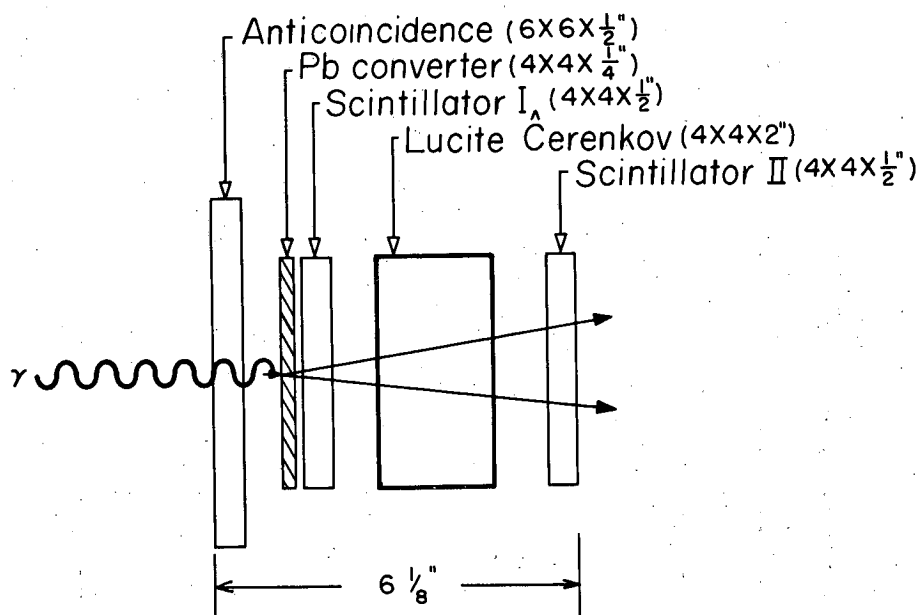 Anticoincidence (6X6X½")
Pb converter (4X4X¼")
Scintillator I (4X4X½")
Lucite Čerenkov (4X4X2")
Scintillator II (4X4X½")
γ
6 ⅛"